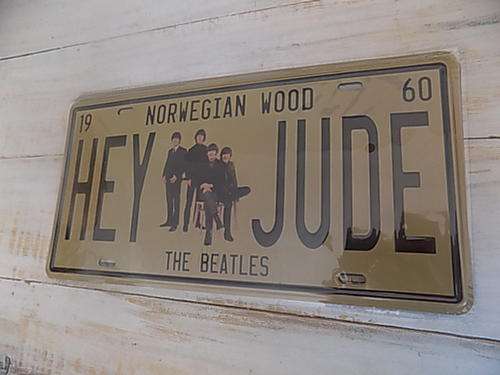 19 NORWEGIAN WOOD 60
HEY JUDE
THE BEATLES